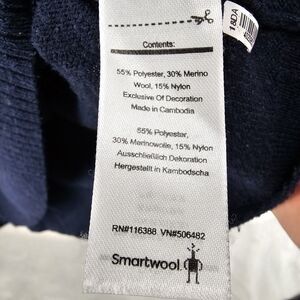 18DA
Contents:
55% Polyester, 30% Merino
Wool, 15% Nylon
Exclusive Of Decoration
Made in Cambodia
55% Polyester,
30% Merinowolle, 15% Nylon
Ausschließlich Dekoration
Hergestellt in Kambodscha
RN#116388 VN#506482
Smartwool